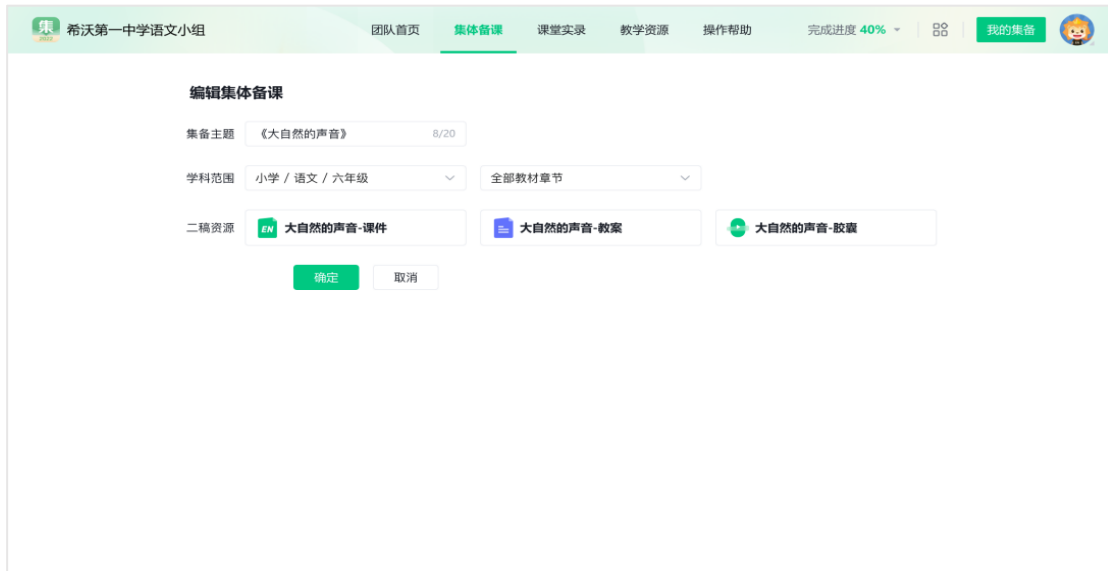 集 希沃第一中学语文小组 团队首页 集体备课 课堂实录 教学资源 操作帮助 完成进度 40% 我的集备
编辑集体备课
集备主题 《大自然的声音》 8/20
学科范围 小学 / 语文 / 六年级 全部教材章节
二稿资源 EN 大自然的声音-课件 大自然的声音-教案 大自然的声音-胶囊
确定 取消